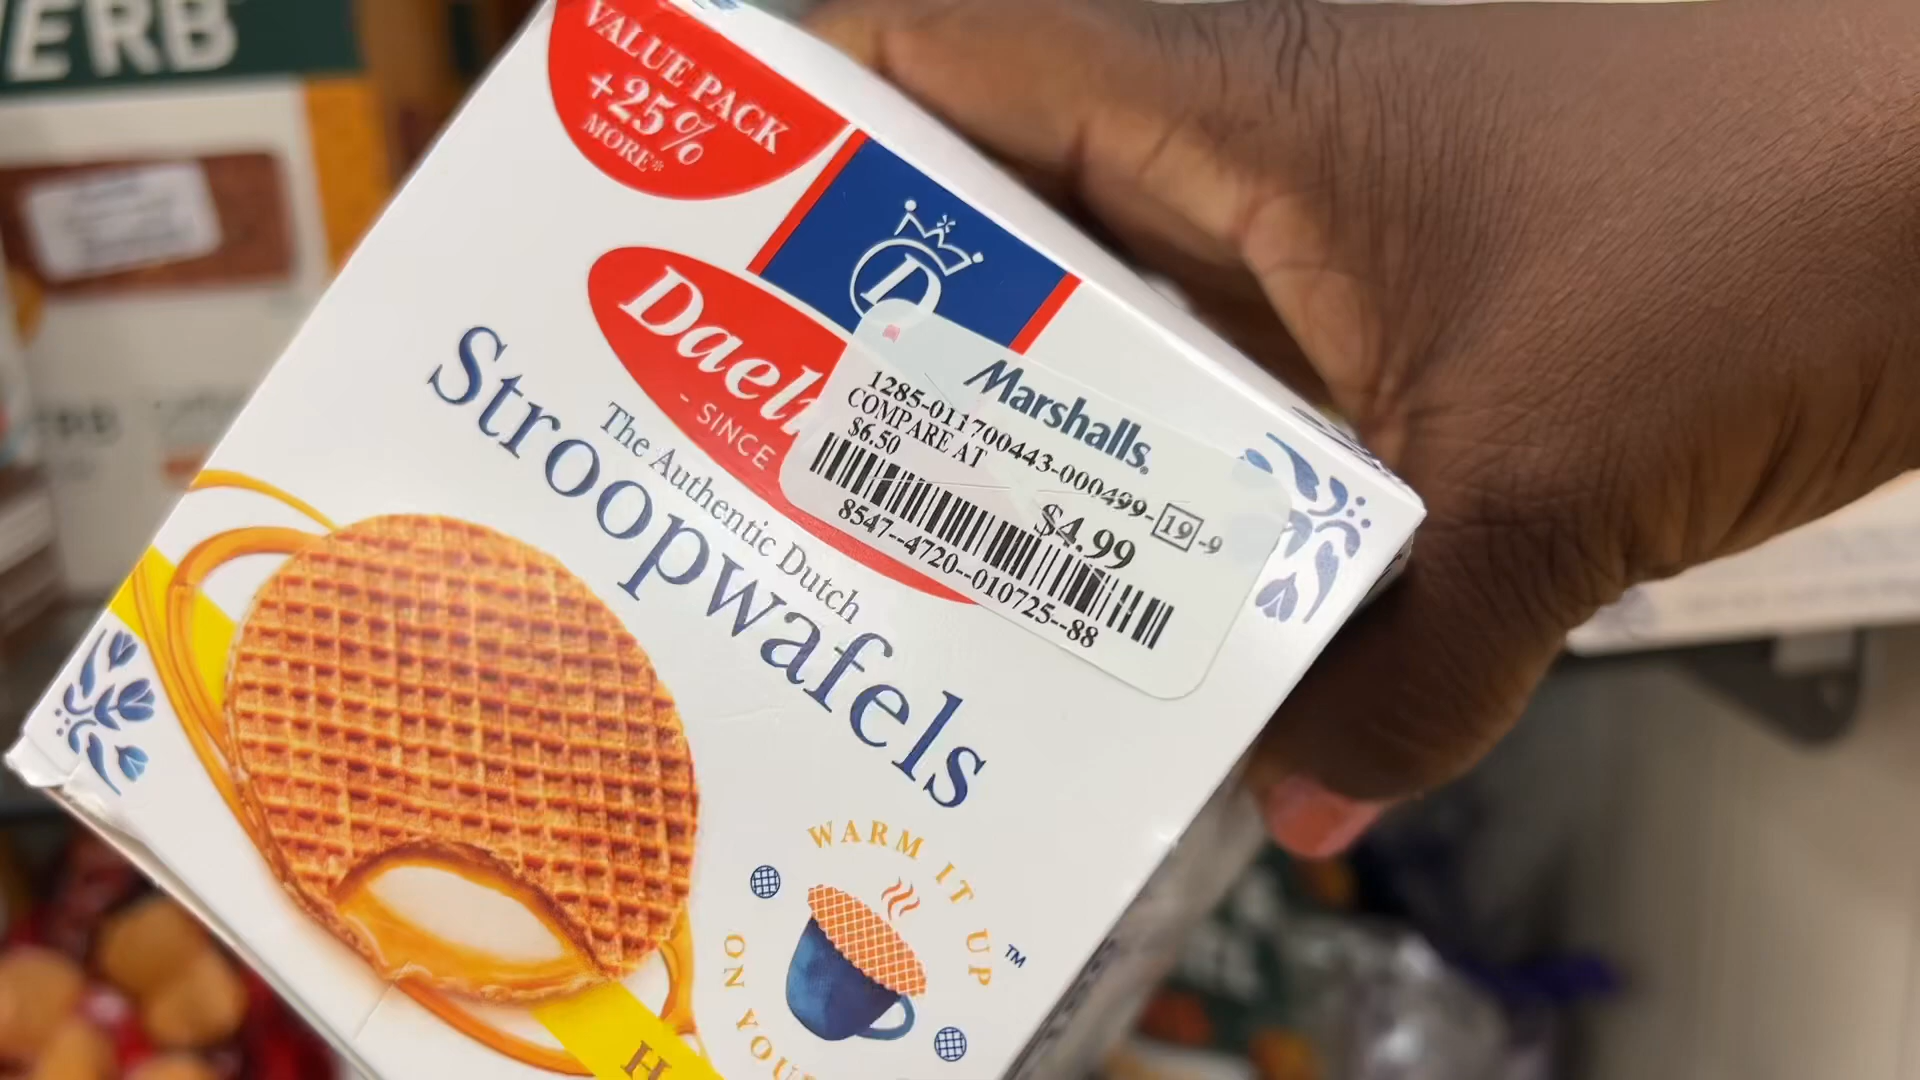 ERB
VALUE PACK
+25%
MORE*
D
Dael
- SINCE
The Authentic Dutch
Stroopwafels
Marshalls®
1285-011700443-000499-19-9
COMPARE AT
$6.50
$4.99
8547--4720--010725--88
WARM IT UP
ON YOUR
™
H